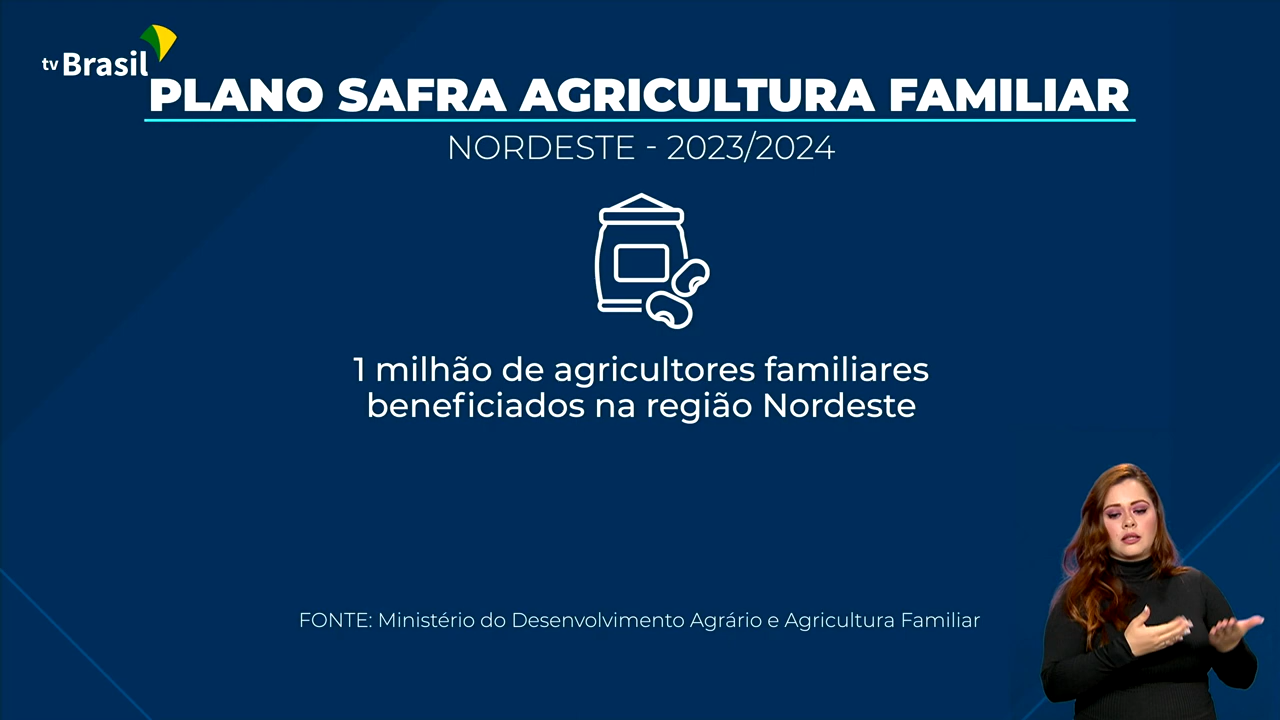 tv Brasil
PLANO SAFRA AGRICULTURA FAMILIAR
NORDESTE - 2023/2024
1 milhão de agricultores familiares
beneficiados na região Nordeste
FONTE: Ministério do Desenvolvimento Agrário e Agricultura Familiar